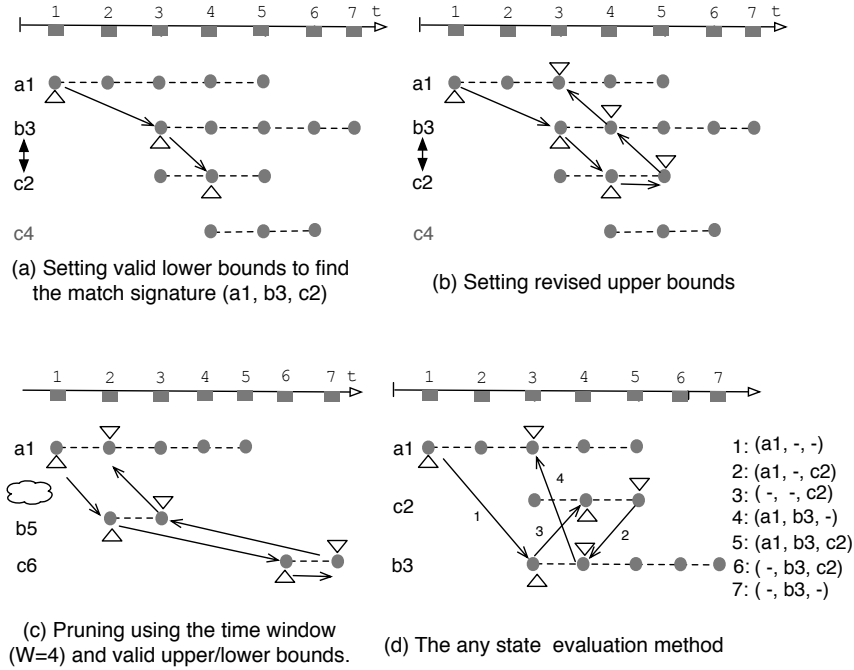 1 2 3 4 5 6 7 t
a1
b3
c2
c4
(a) Setting valid lower bounds to find
the match signature (a1, b3, c2)
1 2 3 4 5 6 7 t
a1
b3
c2
c4
(b) Setting revised upper bounds
1 2 3 4 5 6 7 t
a1
b5
c6
(c) Pruning using the time window
(W=4) and valid upper/lower bounds.
1 2 3 4 5 6 7
a1
c2
b3
1
3
4
2
1: (a1, -, -)
2: (a1, -, c2)
3: ( -, -, c2)
4: (a1, b3, -)
5: (a1, b3, c2)
6: ( -, b3, c2)
7: ( -, b3, -)
(d) The any state evaluation method